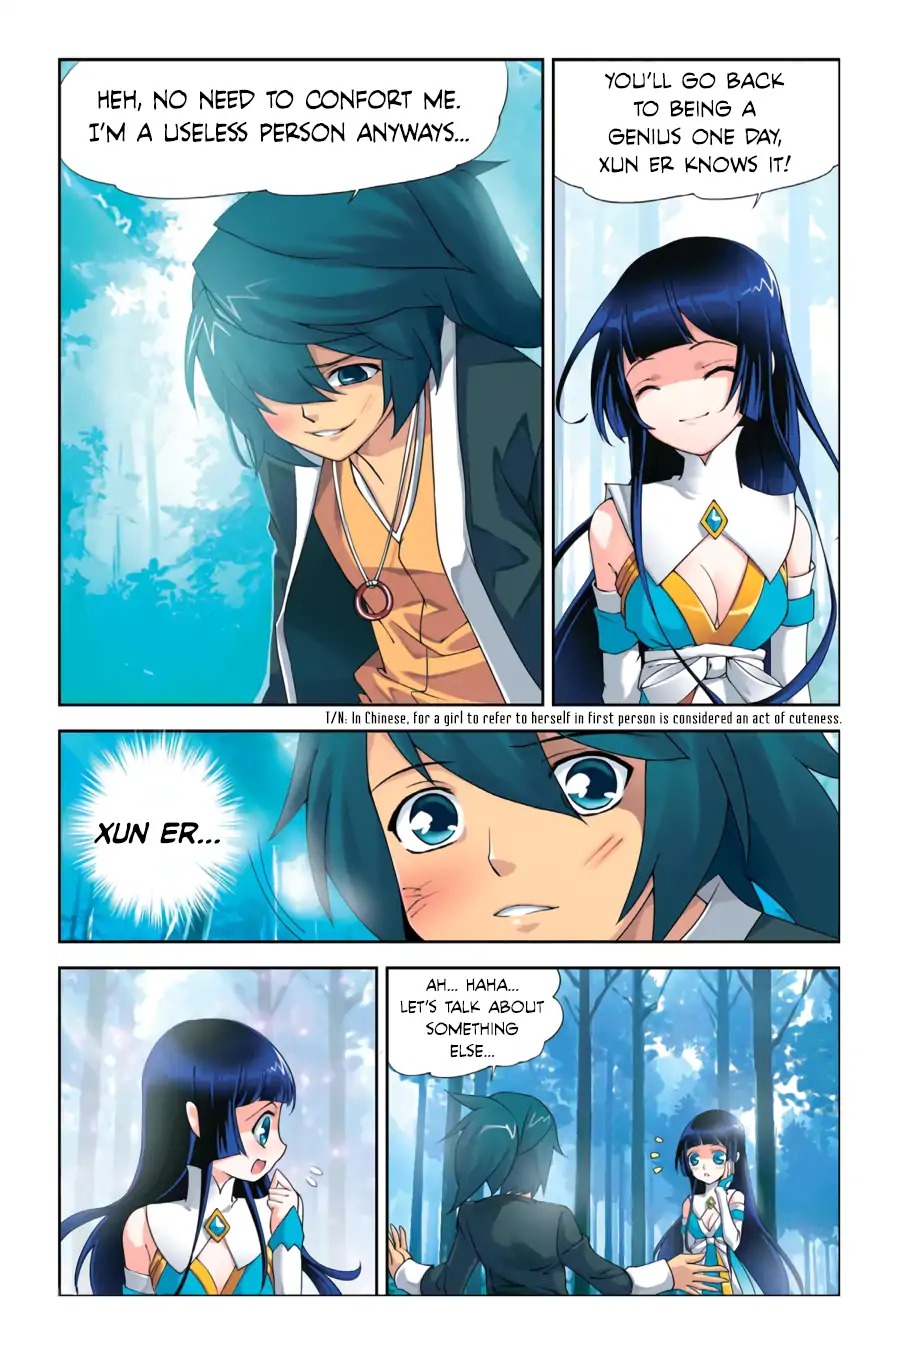 HEH, NO NEED TO CONFORT ME.
I'M A USELESS PERSON ANYWAYS...
YOU'LL GO BACK
TO BEING A
GENIUS ONE DAY,
XUN ER KNOWS IT!
T/N: In Chinese, for a girl to refer to herself in first person is considered an act of cuteness.
XUN ER...
AH... HAHA...
LET'S TALK ABOUT
SOMETHING
ELSE...